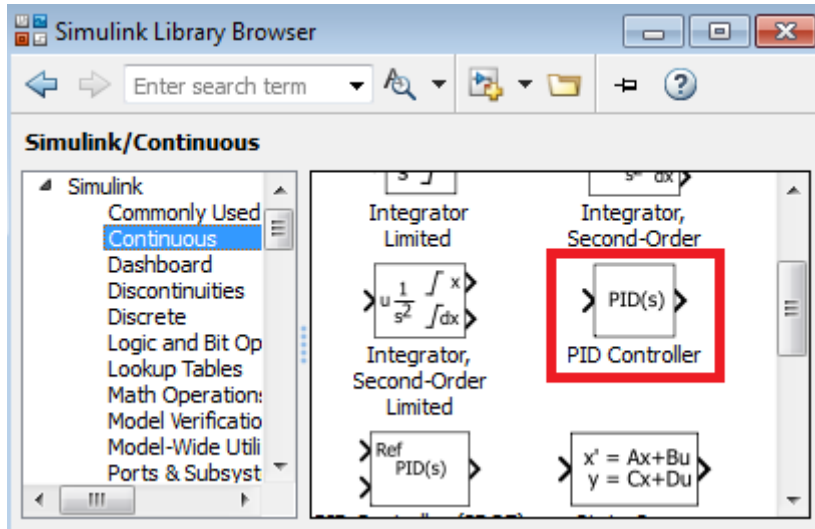 Simulink Library Browser
Enter search term
Simulink/Continuous
Simulink
Commonly Used
Continuous
Dashboard
Discontinuities
Discrete
Logic and Bit Op
Lookup Tables
Math Operation
Model Verificatio
Model-Wide Utili
Ports & Subsyst
Integrator
Limited
Integrator,
Second-Order
u 1/s² ∫ x ∫dx
Integrator,
Second-Order
Limited
PID(s)
PID Controller
Ref
PID(s)
x' = Ax+Bu
y = Cx+Du